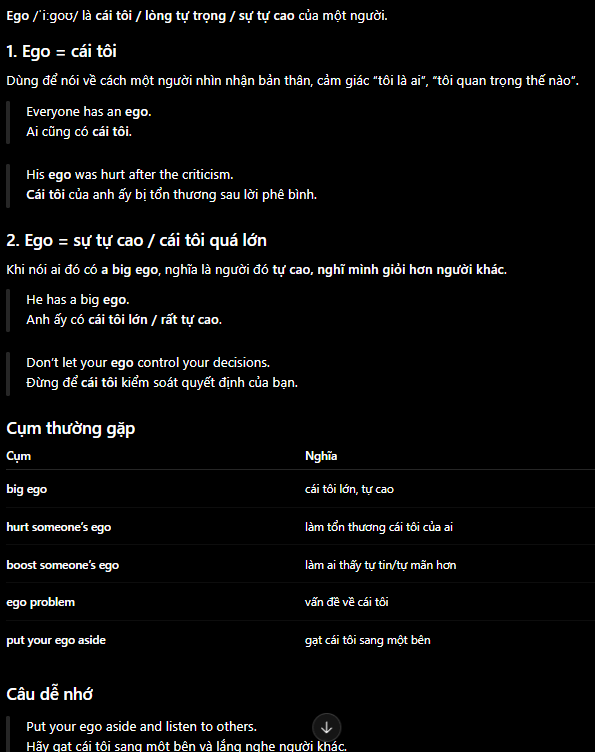 Ego /ˈiːɡoʊ/ là cái tôi / lòng tự trọng / sự tự cao của một người.
1. Ego = cái tôi
Dùng để nói về cách một người nhìn nhận bản thân, cảm giác “tôi là ai”, “tôi quan trọng thế nào”.
Everyone has an ego.
Ai cũng có cái tôi.
His ego was hurt after the criticism.
Cái tôi của anh ấy bị tổn thương sau lời phê bình.
2. Ego = sự tự cao / cái tôi quá lớn
Khi nói ai đó có a big ego, nghĩa là người đó tự cao, nghĩ mình giỏi hơn người khác.
He has a big ego.
Anh ấy có cái tôi lớn / rất tự cao.
Don’t let your ego control your decisions.
Đừng để cái tôi kiểm soát quyết định của bạn.
Cụm thường gặp
Cụm Nghĩa
big ego cái tôi lớn, tự cao
hurt someone’s ego làm tổn thương cái tôi của ai
boost someone’s ego làm ai thấy tự tin/tự mãn hơn
ego problem vấn đề về cái tôi
put your ego aside gạt cái tôi sang một bên
Câu dễ nhớ
Put your ego aside and listen to others.
Hãy gạt cái tôi sang một bên và lắng nghe người khác.